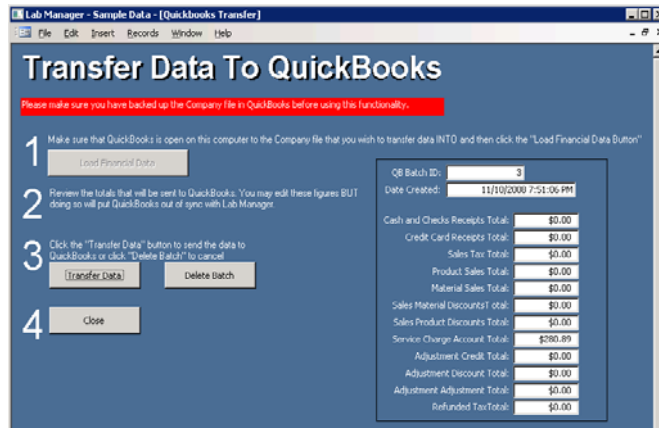 Lab Manager - Sample Data - [Quickbooks Transfer]
File Edit Insert Records Window Help
Transfer Data To QuickBooks
Please make sure you have backed up the Company file in QuickBooks before using this functionality.
1 Make sure that QuickBooks is open on this computer to the Company file that you wish to transfer data INTO and then click the "Load Financial Data Button"
Load Financial Data
2 Review the totals that will be sent to QuickBooks. You may edit these figures BUT
doing so will put QuickBooks out of sync with Lab Manager.
3 Click the "Transfer Data" button to send the data to
QuickBooks or click "Delete Batch" to cancel
Transfer Data Delete Batch
4 Close
QB Batch ID: 3
Date Created: 11/10/2008 7:51:06 PM
Cash and Checks Receipts Total: $0.00
Credit Card Receipts Total: $0.00
Sales Tax Total: $0.00
Product Sales Total: $0.00
Material Sales Total: $0.00
Sales Material DiscountsT otal: $0.00
Sales Product Discounts Total: $0.00
Service Charge Account Total: $280.89
Adjustment Credit Total: $0.00
Adjustment Discount Total: $0.00
Adjustment Adjustment Total: $0.00
Refunded TaxTotal: $0.00